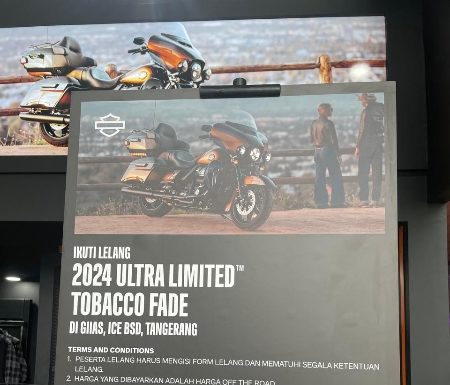 IKUTI LELANG
2024 ULTRA LIMITED™
TOBACCO FADE
DI GIIAS, ICE BSD, TANGERANG
TERMS AND CONDITIONS
1. PESERTA LELANG HARUS MENGISI FORM LELANG DAN MEMATUHI SEGALA KETENTUAN
LELANG.
2. HARGA YANG DIBAYARKAN ADALAH HARGA OFF THE ROAD